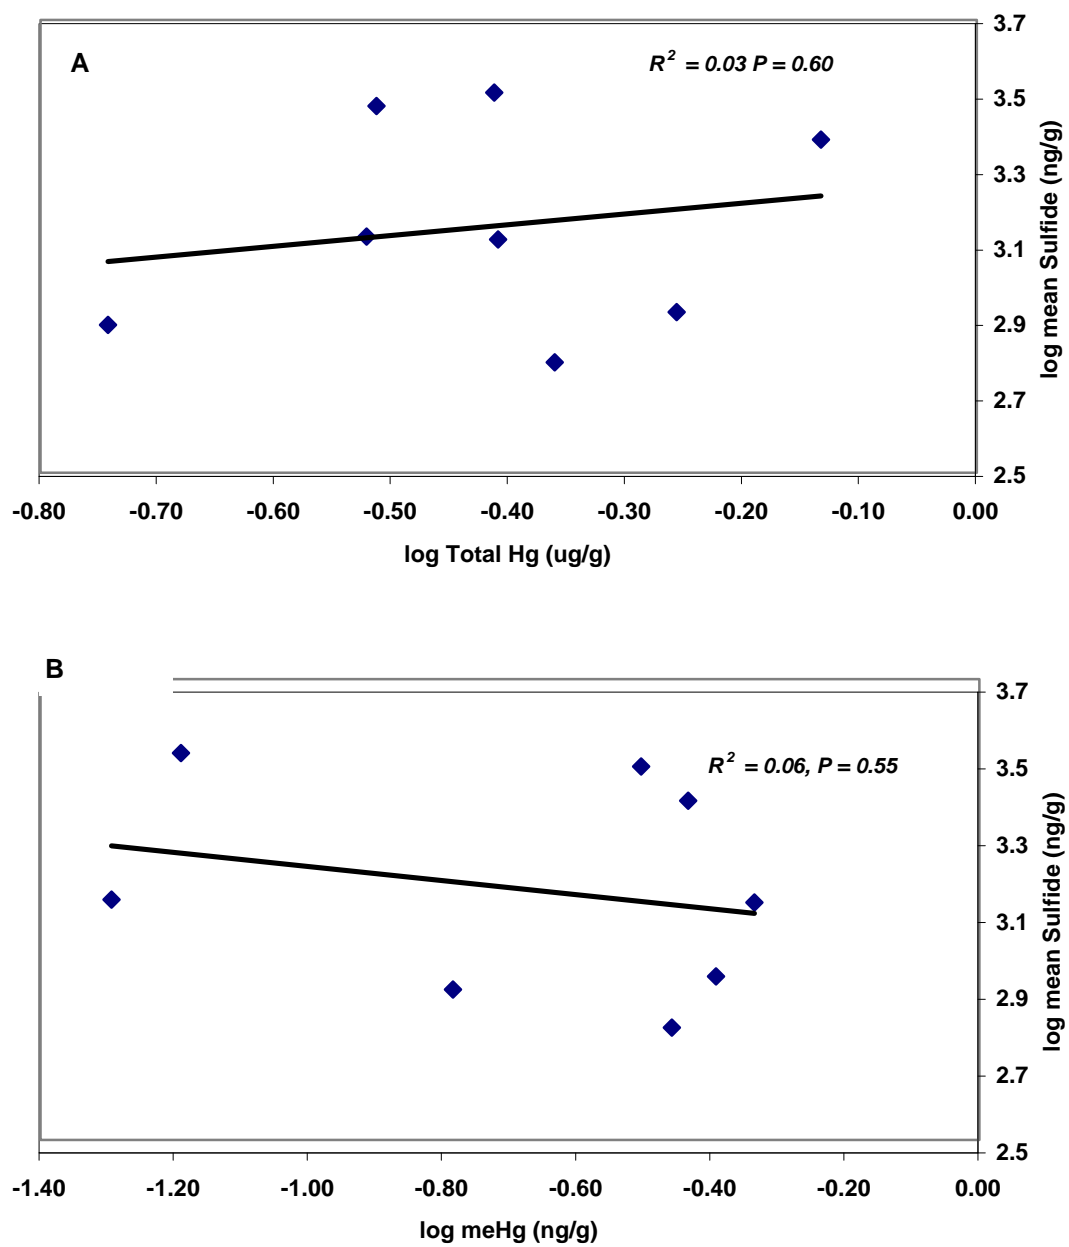 A
R² = 0.03 P = 0.60
3.7
3.5
3.3
3.1
2.9
2.7
2.5
log mean Sulfide (ng/g)
-0.80 -0.70 -0.60 -0.50 -0.40 -0.30 -0.20 -0.10 0.00
log Total Hg (ug/g)
B
R² = 0.06, P = 0.55
3.7
3.5
3.3
3.1
2.9
2.7
2.5
log mean Sulfide (ng/g)
-1.40 -1.20 -1.00 -0.80 -0.60 -0.40 -0.20 0.00
log meHg (ng/g)